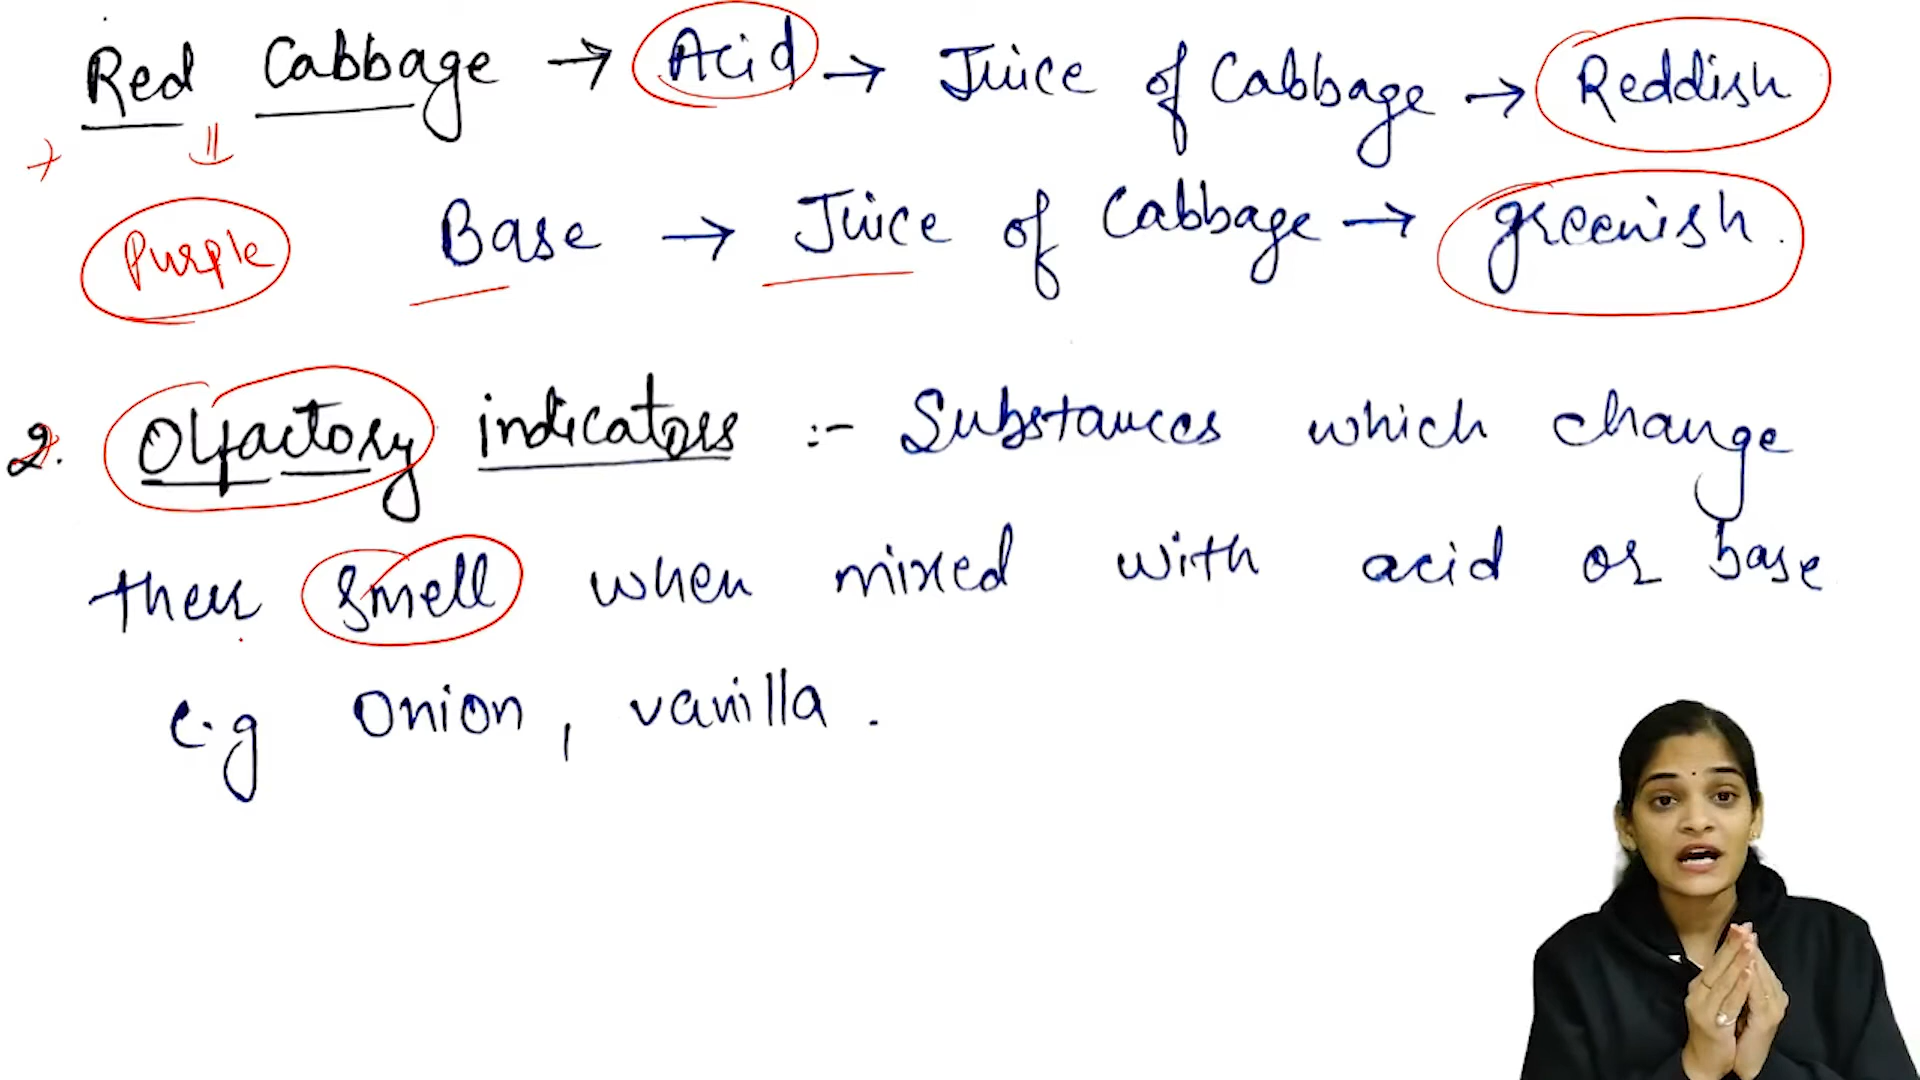 Red Cabbage → Acid → Juice of Cabbage → Reddish
Purple Base → Juice of Cabbage → greenish.
2. Olfactory indicators :- Substances which change
their smell when mixed with acid or base
e.g Onion, vanilla.